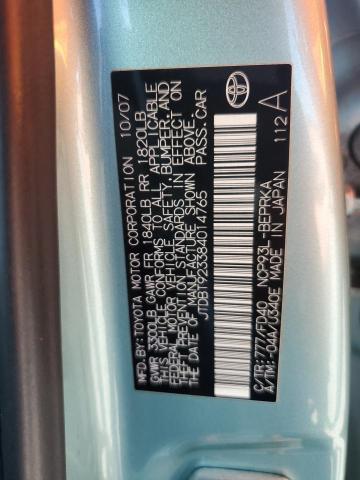 MFD.BY:TOYOTA MOTOR CORPORATION 10/07
GVWR 3300LB GAWR FR 1840LB RR 1820LB
THIS VEHICLE CONFORMS TO ALL APPLICABLE
FEDERAL MOTOR VEHICLE SAFETY, BUMPER, AND
THEFT PREVENTION STANDARDS IN EFFECT ON
THE DATE OF MANUFACTURE SHOWN ABOVE.
JTDBT923384014765 PASS.CAR
C/TR:777/FD40 NCP93L-BEPRKA
A/TM:-04A/U340E MADE IN JAPAN 112A